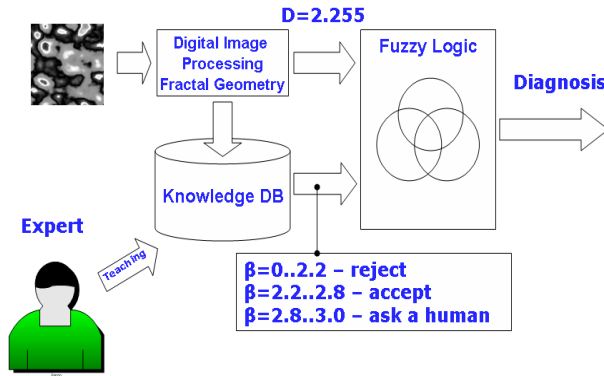 D=2.255
Digital Image
Processing
Fractal Geometry
Fuzzy Logic
Diagnosis
Knowledge DB
Expert
Teaching
β=0..2.2 – reject
β=2.2..2.8 – accept
β=2.8..3.0 – ask a human